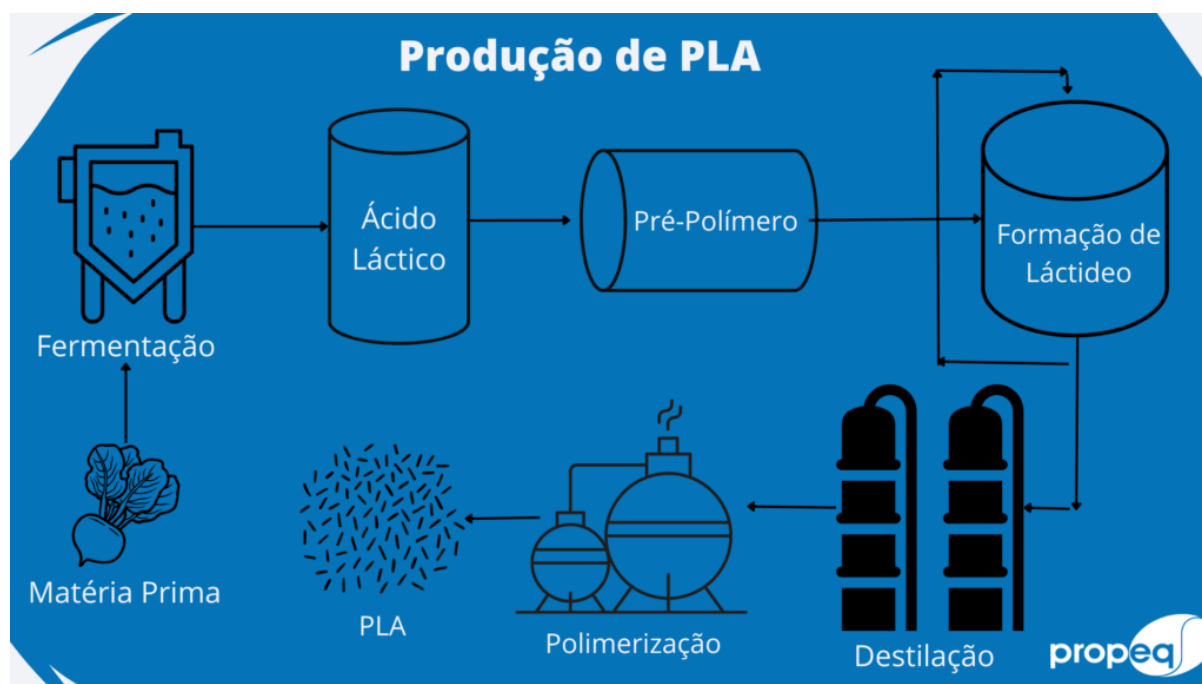 Produção de PLA
Ácido
Láctico
Pré-Polímero
Formação de
Láctideo
Fermentação
Matéria Prima
PLA
Polimerização
Destilação
propeq